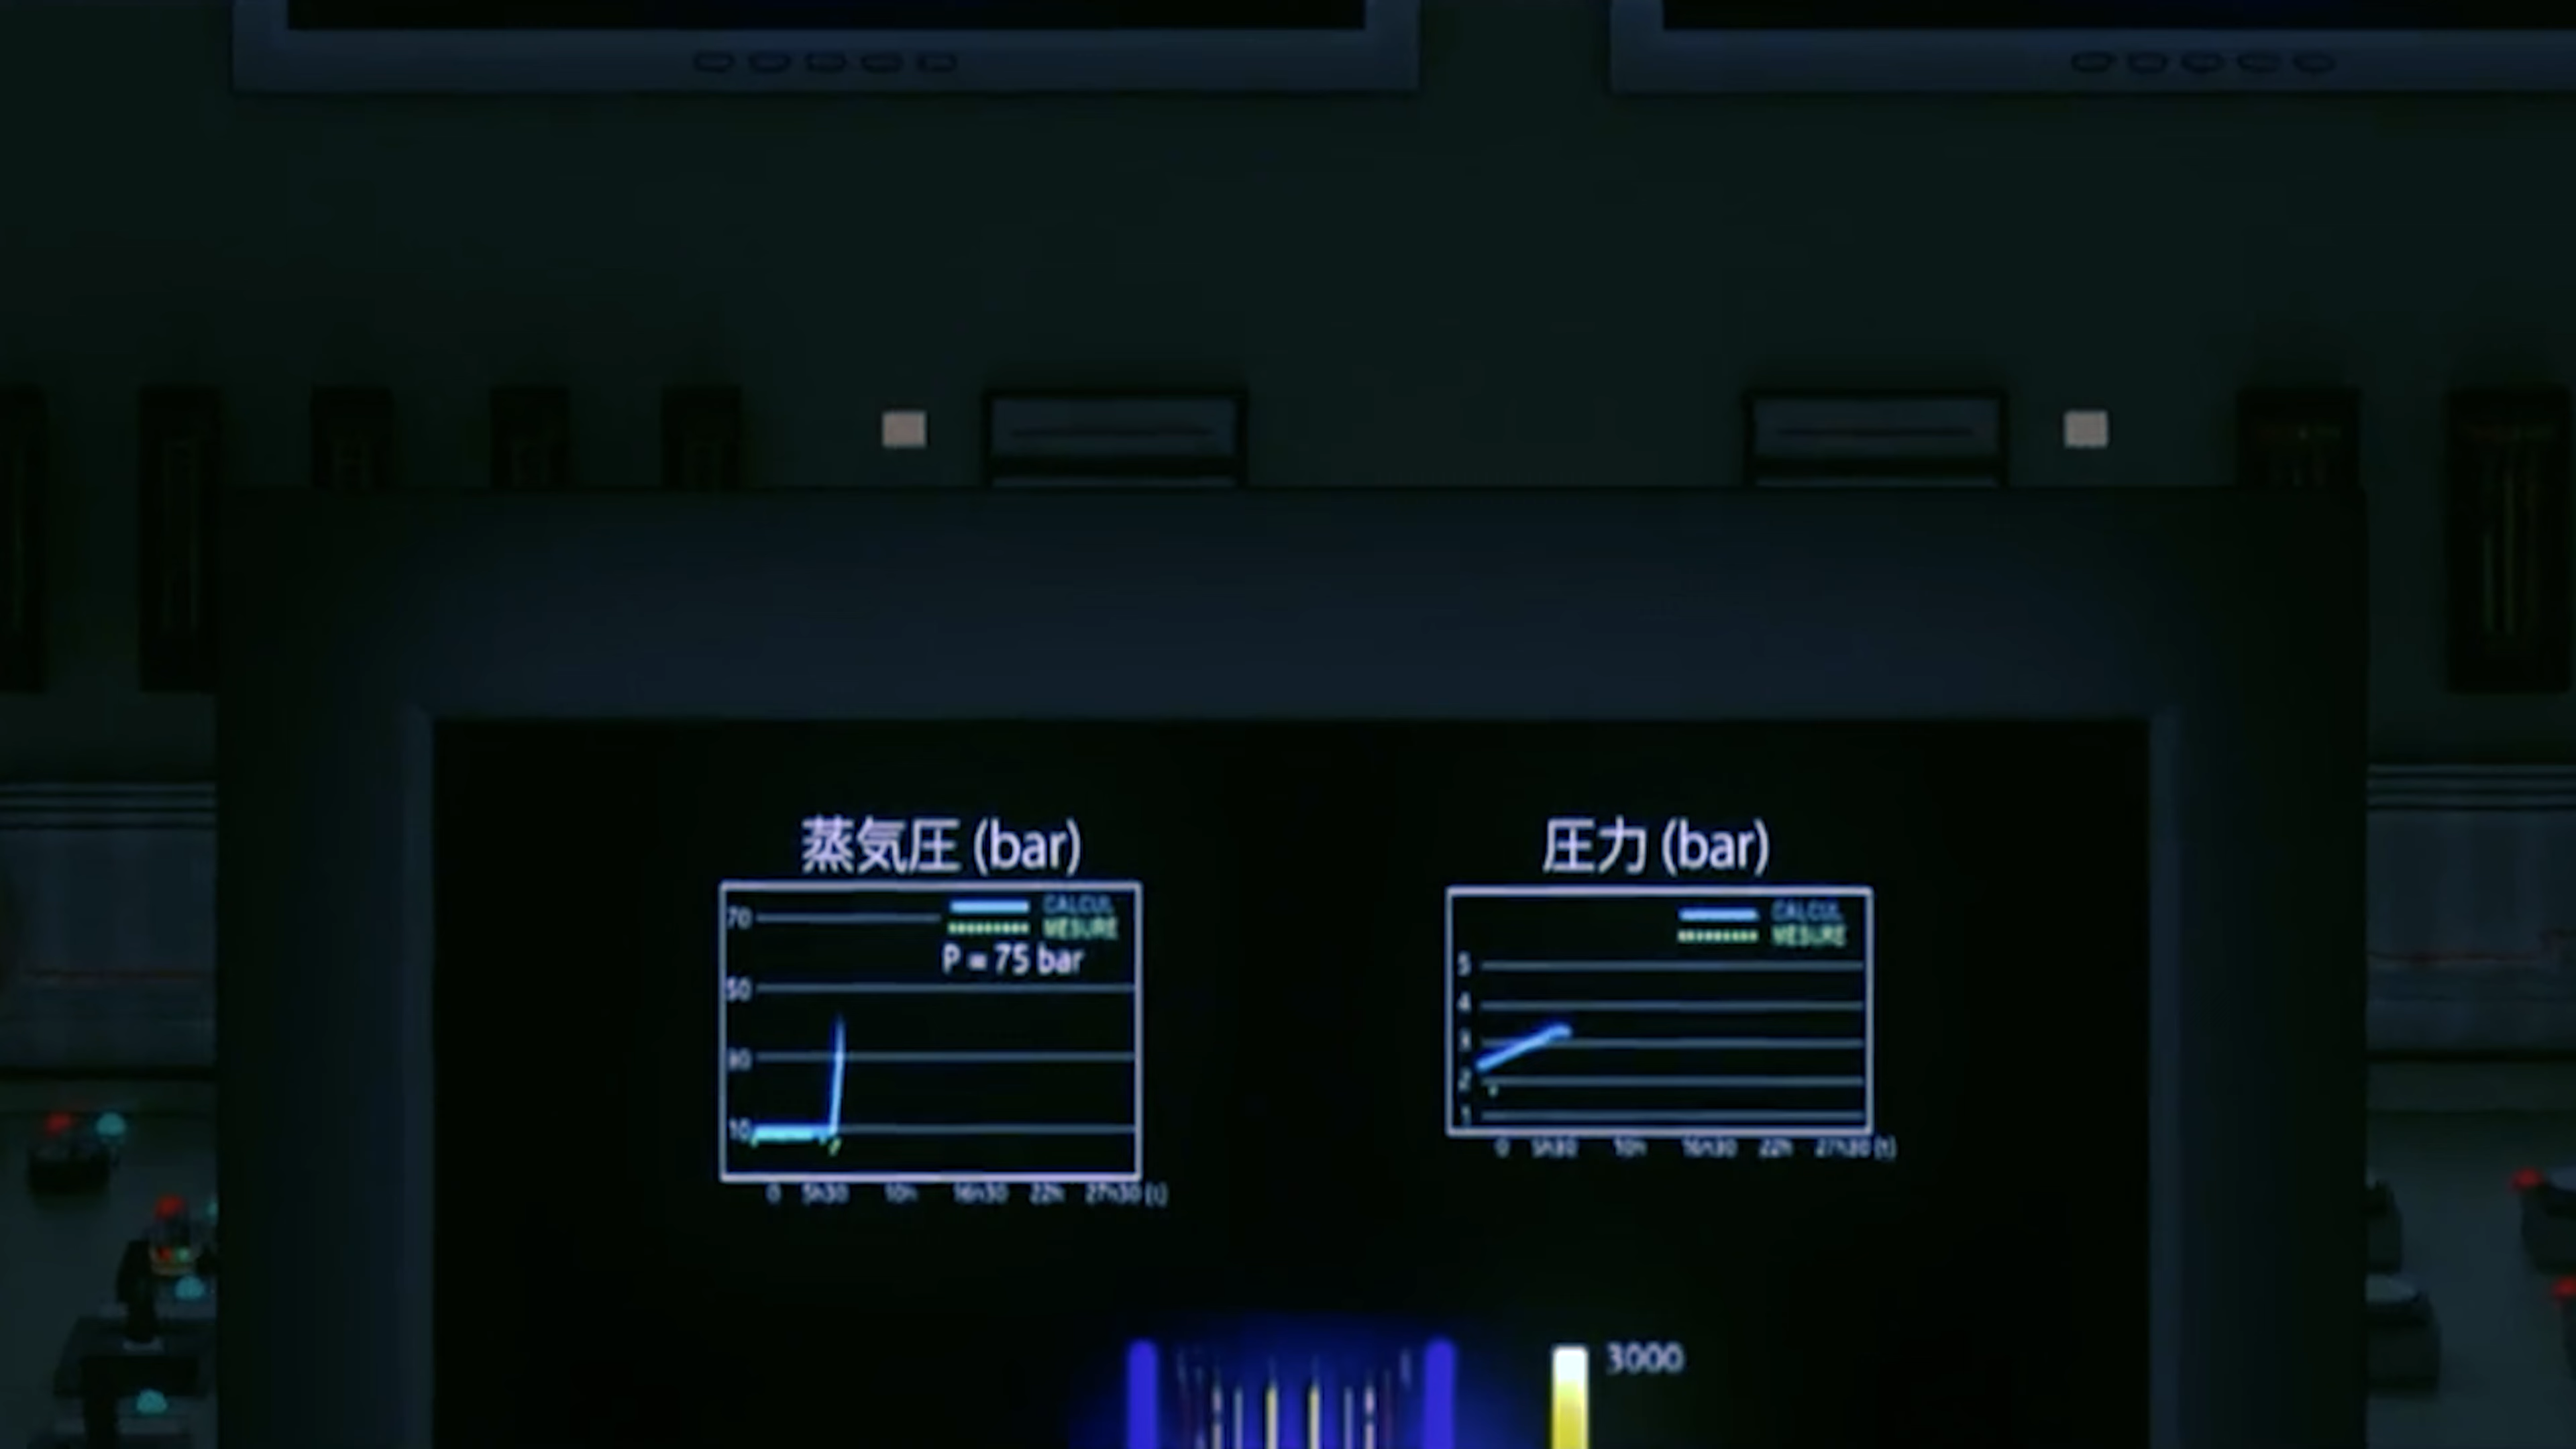 蒸気圧 (bar)
70
CALCUL
MESURE
P = 75 bar
50
30
10
0 5h30 10h 16h30 22h 27h30 (t)
圧力 (bar)
CALCUL
MESURE
5
4
3
2
1
0 5h30 10h 16h30 22h 27h30 (t)
3000